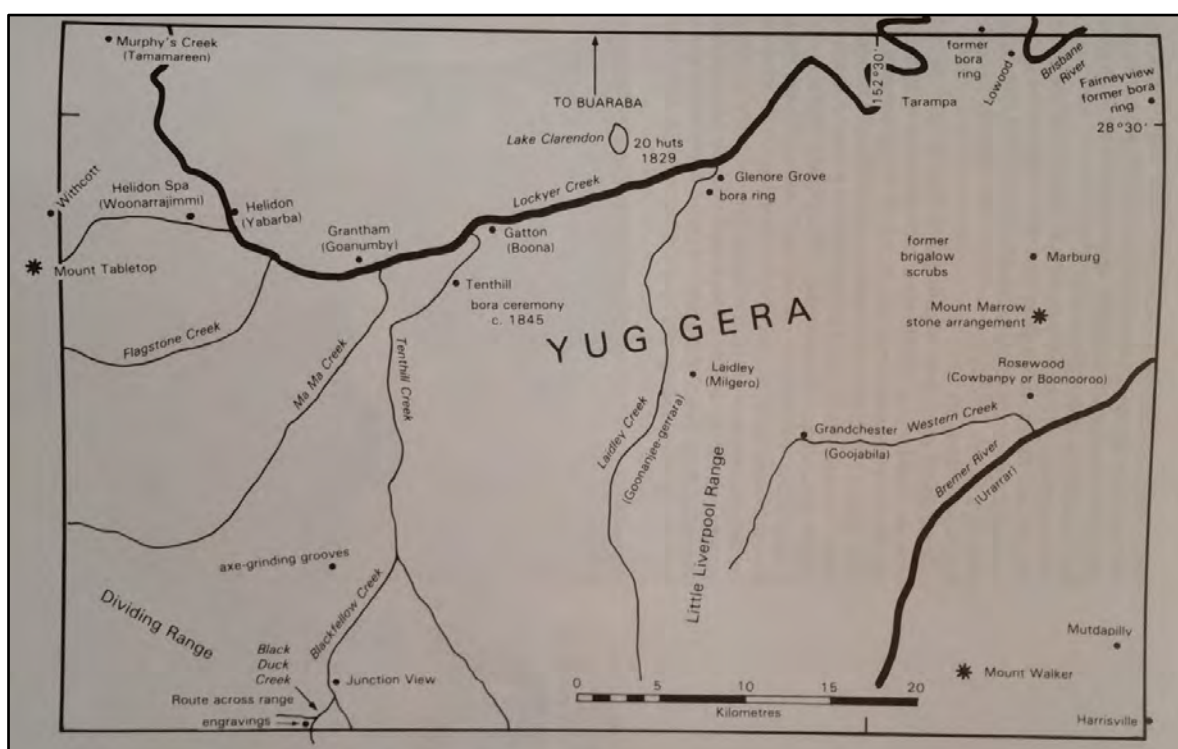 Murphy's Creek
(Tamamareen)
TO BUARABA
152°30'
former
bora
ring
Lowood
Brisbane
River
Fairneyview
former bora
ring
28°30'
Tarampa
Lake Clarendon
20 huts
1829
Withcott
Helidon Spa
(Woonarrajimmi)
Helidon
(Yabarba)
Lockyer Creek
Glenore Grove
bora ring
Grantham
(Goanumby)
Gatton
(Boona)
Mount Tabletop
Tenthill
bora ceremony
c. 1845
former
brigalow
scrubs
Marburg
Flagstone Creek
Ma Ma Creek
Tenthill Creek
YUGGERA
Mount Marrow
stone arrangement
Laidley
(Milgero)
Rosewood
(Cowbanpy or Boonooroo)
Laidley Creek
(Goonanjee-gerrara)
Grandchester
(Goojabila)
Western Creek
Bremer River
(Urarrar)
Little Liverpool Range
axe-grinding grooves
Dividing Range
Blackfellow Creek
Black
Duck
Creek
Junction View
Route across range
engravings
Mutdapilly
Mount Walker
Harrisville
0 5 10 15 20
Kilometres